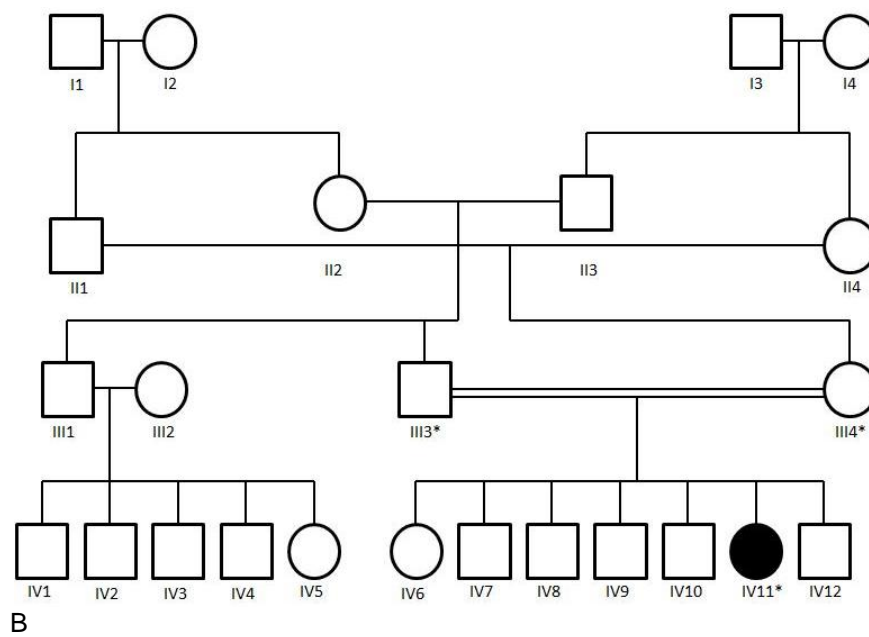 I1 I2 I3 I4
II2 II3
II1 II4
III1 III2 III3* III4*
IV1 IV2 IV3 IV4 IV5 IV6 IV7 IV8 IV9 IV10 IV11* IV12
B